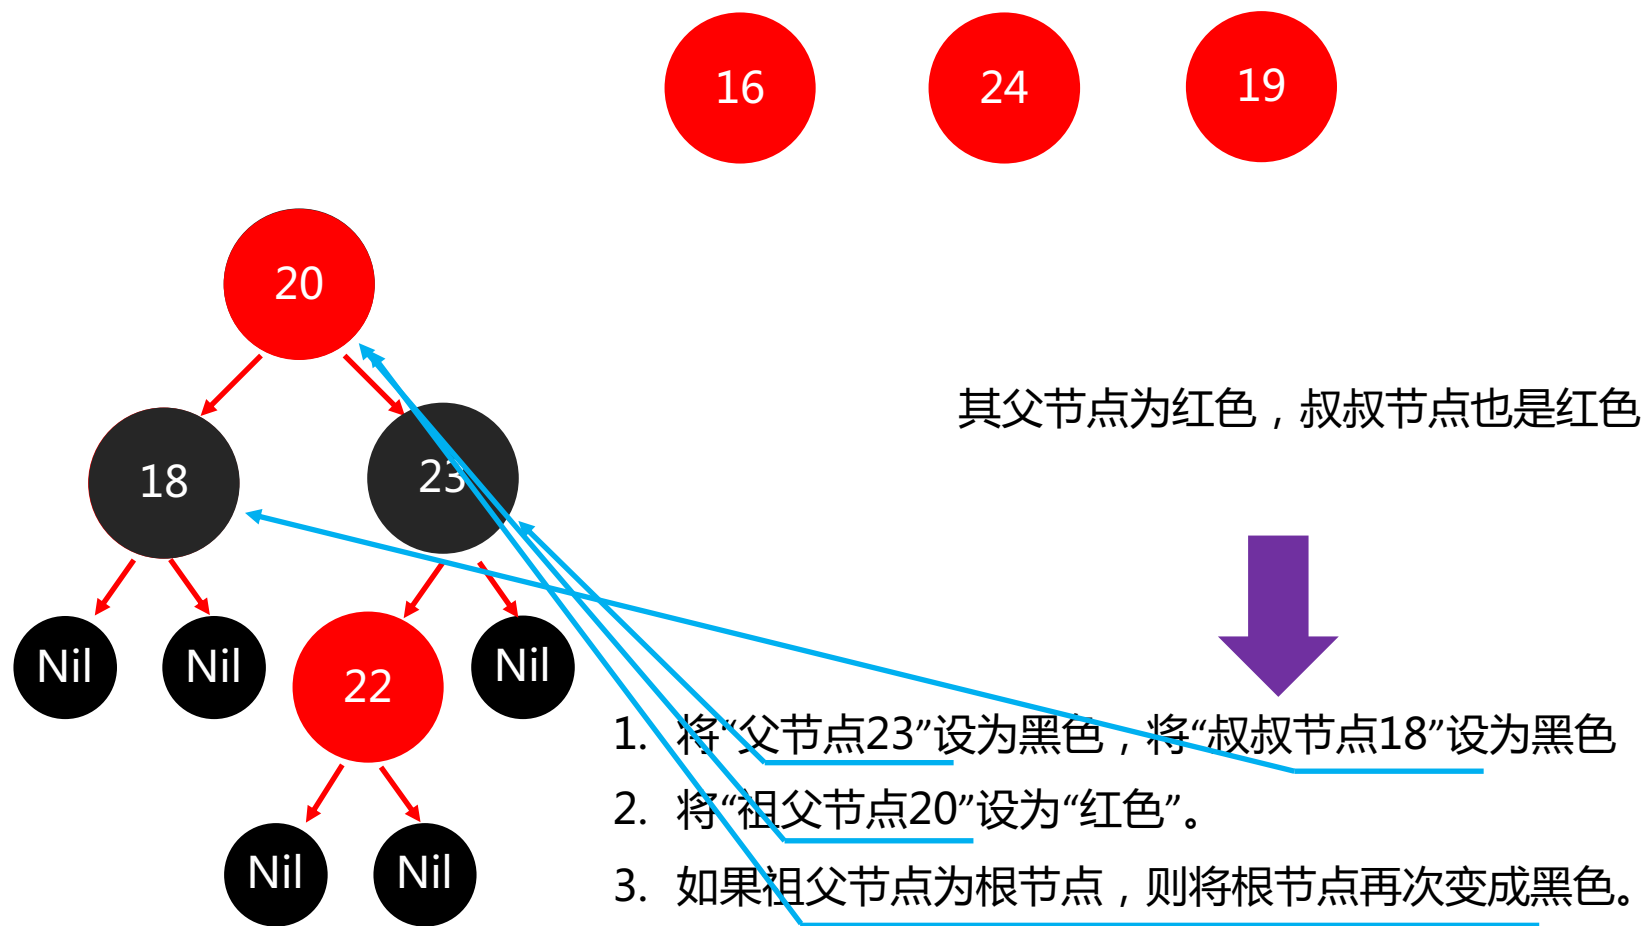 16 24 19
20
其父节点为红色，叔叔节点也是红色
18 23
Nil Nil 22 Nil
1. 将“父节点23”设为黑色，将“叔叔节点18”设为黑色
2. 将“祖父节点20”设为“红色”。
3. 如果祖父节点为根节点，则将根节点再次变成黑色。
Nil Nil